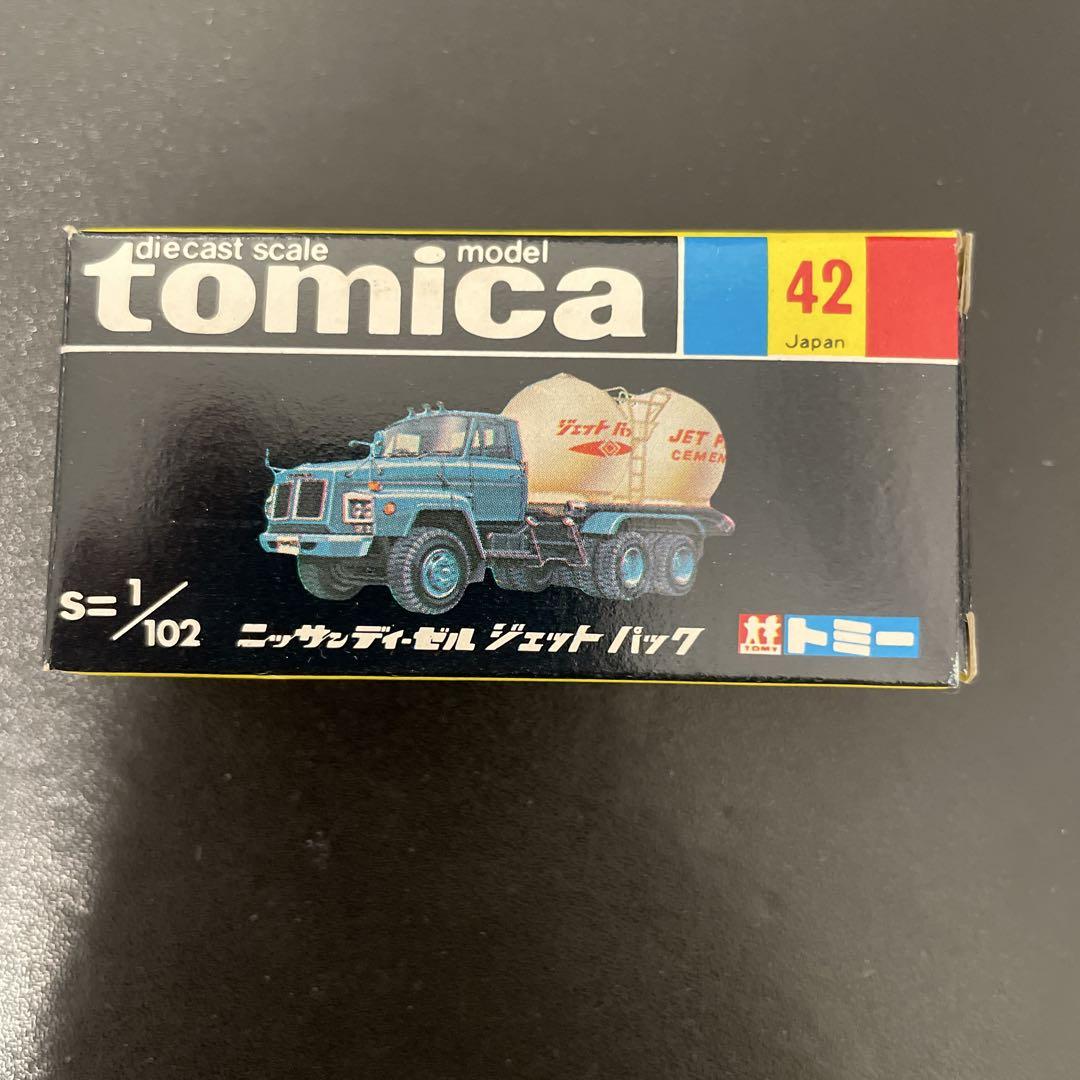 diecast scale model
tomica
42
Japan
ジェット パッ
JET
CEMEN
S=1/102
ニッサンディーゼル ジェット パック
TOMY
トミー